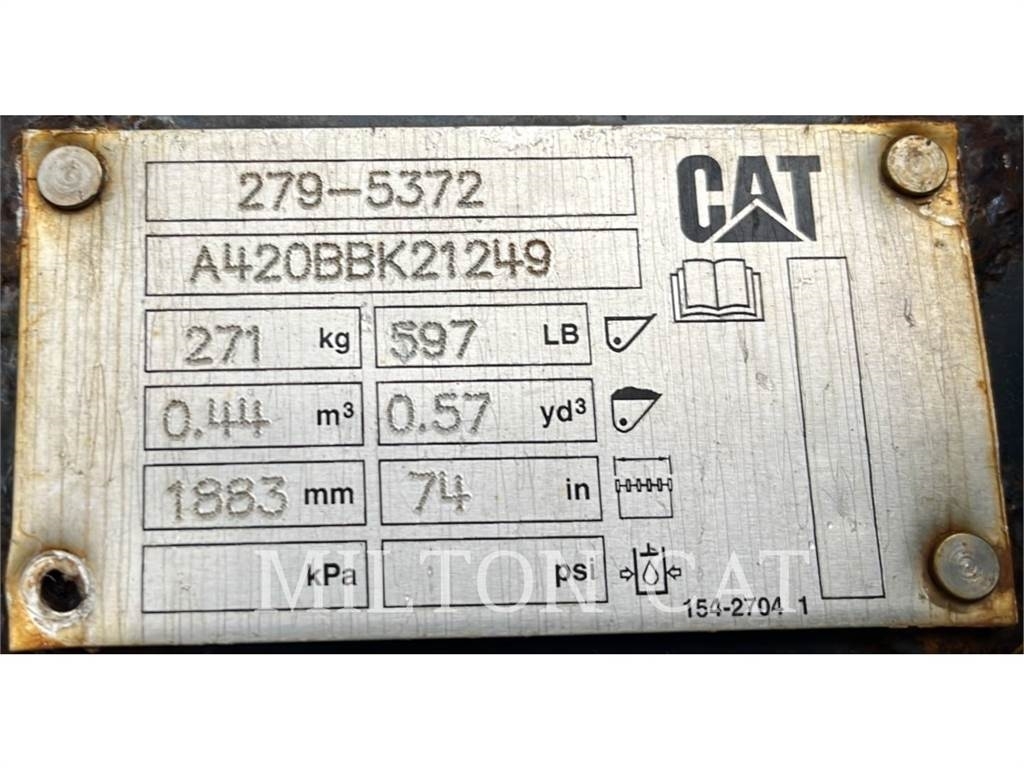 279-5372
CAT
A420BBK21249
271 kg 597 LB
0.44 m³ 0.57 yd³
1883 mm 74 in
kPa psi
MILTON CAT
154-2704 1